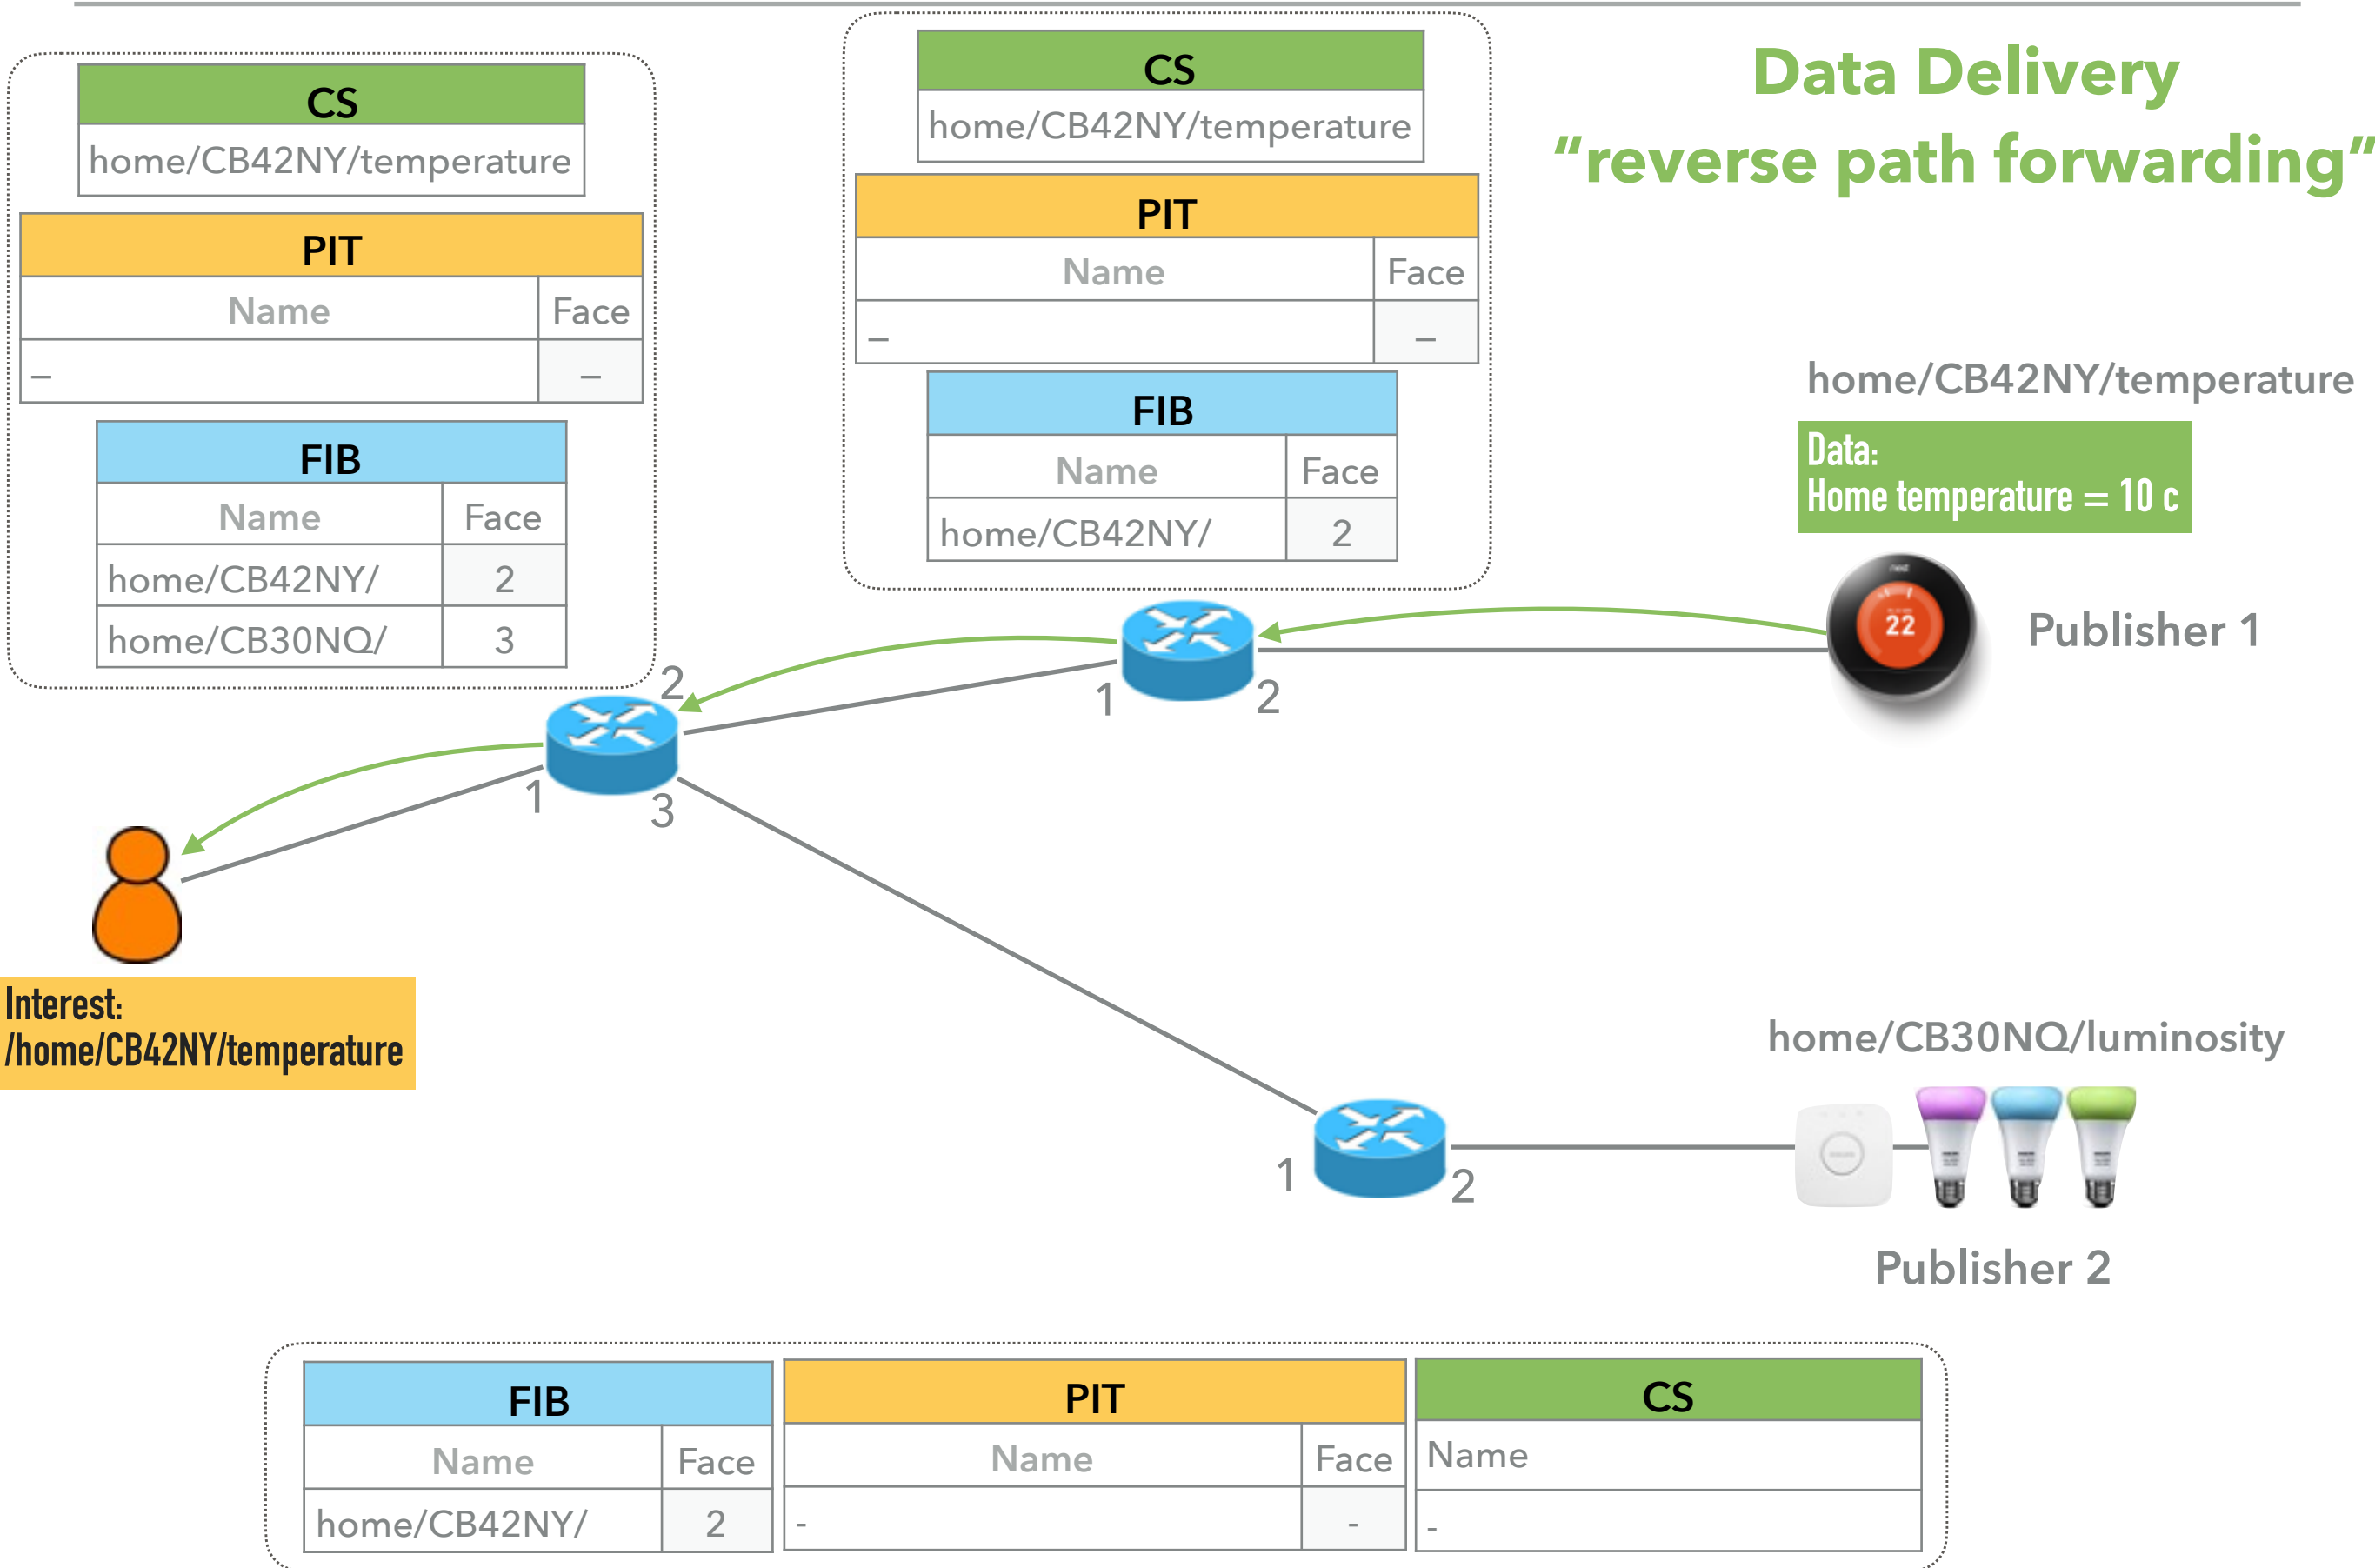 Data Delivery
“reverse path forwarding”
CS
home/CB42NY/temperature
PIT
Name Face
– –
FIB
Name Face
home/CB42NY/ 2
home/CB30NQ/ 3
CS
home/CB42NY/temperature
PIT
Name Face
– –
FIB
Name Face
home/CB42NY/ 2
home/CB42NY/temperature
Data:
Home temperature = 10 c
nest
22
Publisher 1
1 2
2
1
3
Interest:
/home/CB42NY/temperature
home/CB30NQ/luminosity
1 2
Publisher 2
FIB
Name Face
home/CB42NY/ 2
PIT
Name Face
- -
CS
Name
-